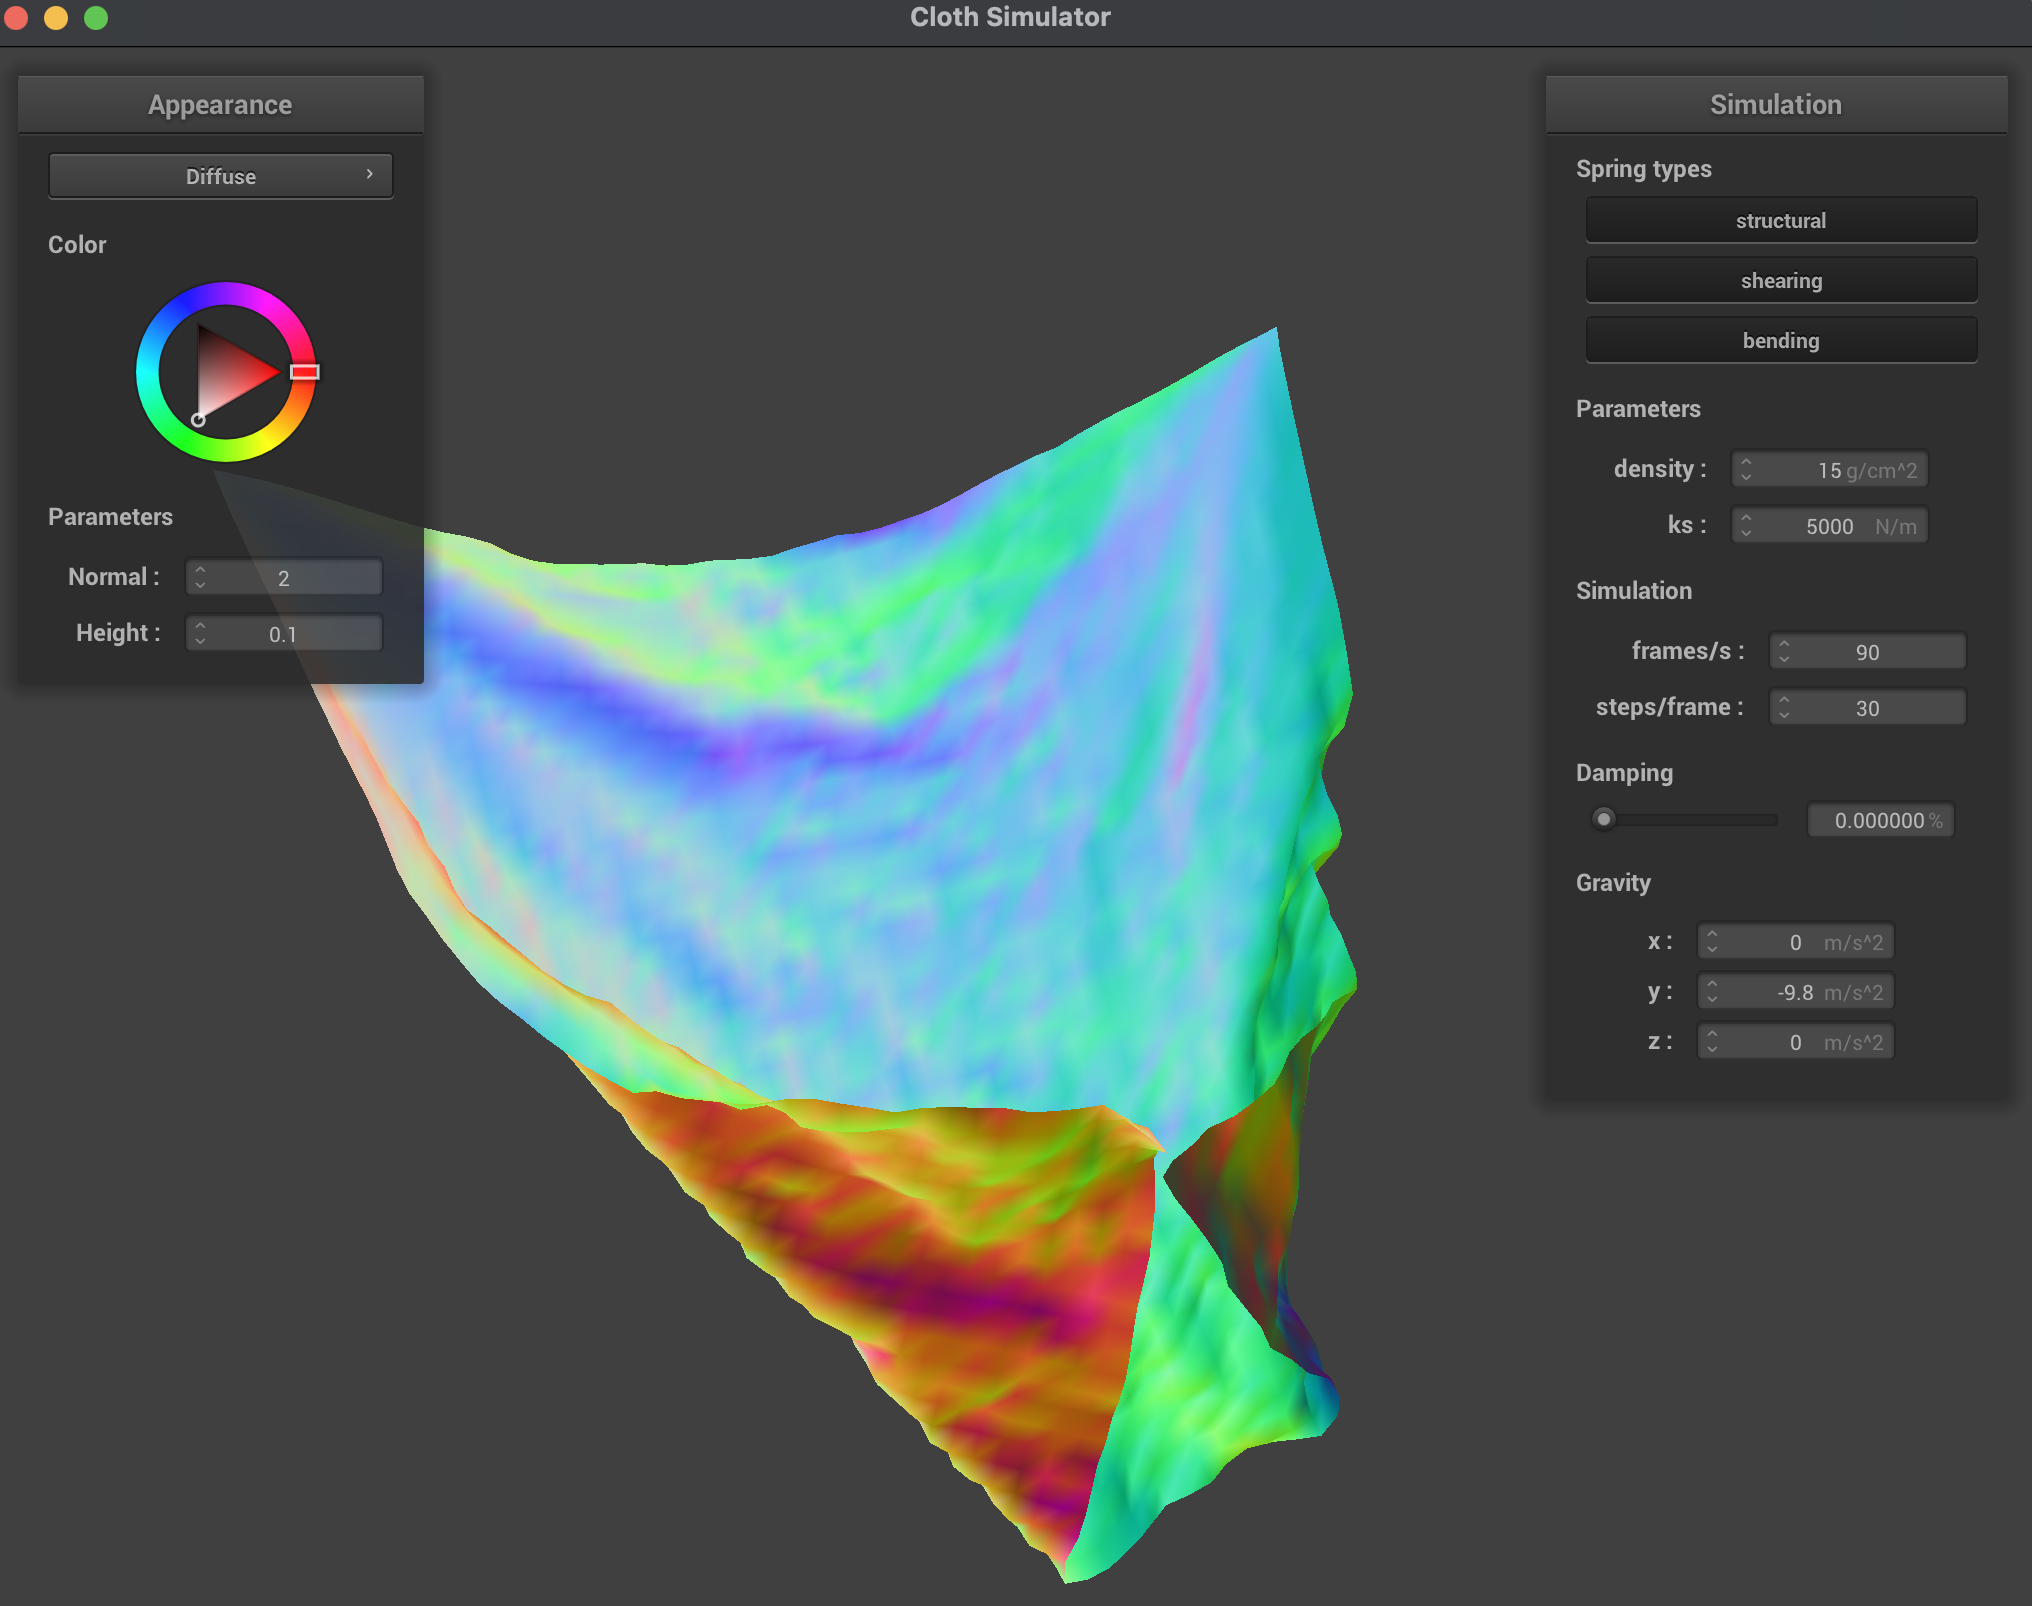 Cloth Simulator
Appearance
Diffuse
Color
Parameters
Normal : 2
Height : 0.1
Simulation
Spring types
structural
shearing
bending
Parameters
density : 15 g/cm^2
ks : 5000 N/m
Simulation
frames/s : 90
steps/frame : 30
Damping
0.000000 %
Gravity
x : 0 m/s^2
y : -9.8 m/s^2
z : 0 m/s^2